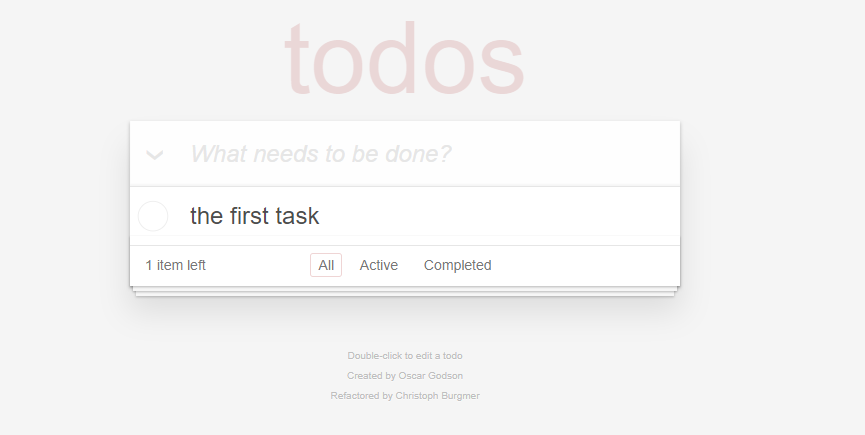 todos
What needs to be done?
the first task
1 item left All Active Completed
Double-click to edit a todo
Created by Oscar Godson
Refactored by Christoph Burgmer